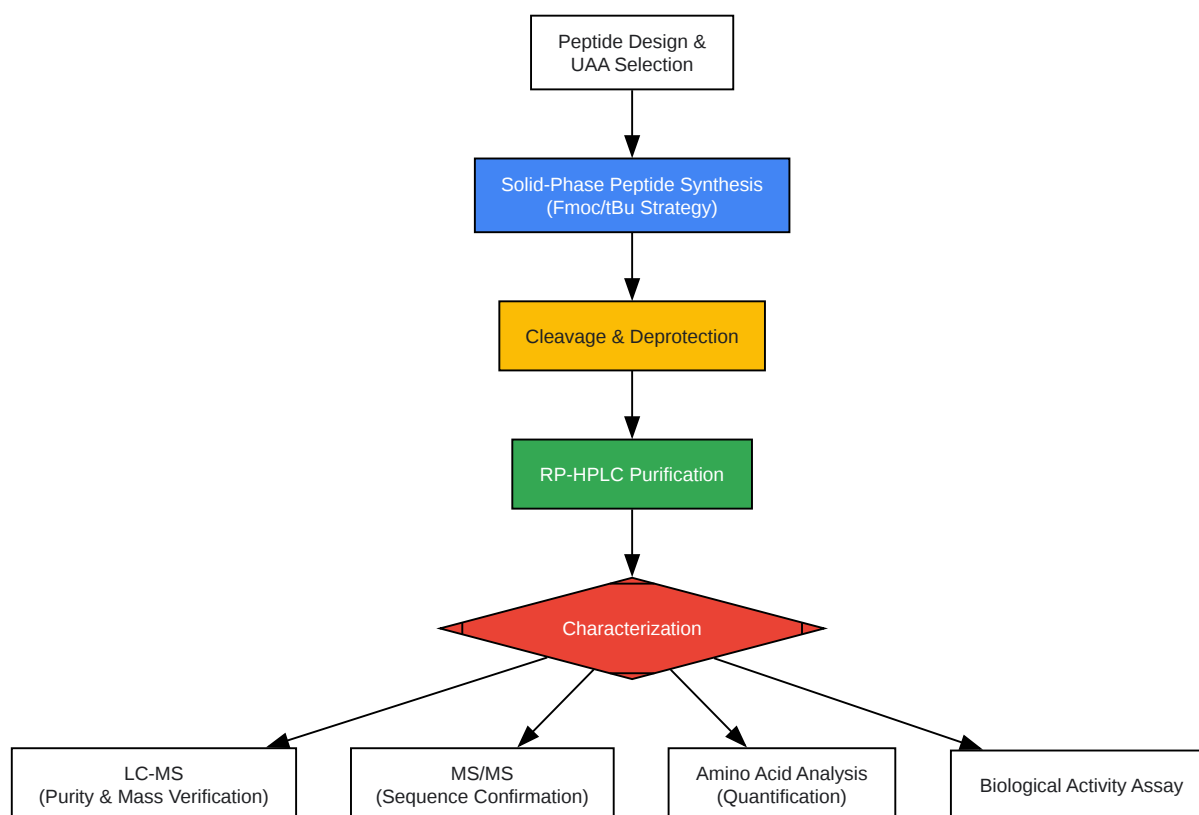 Peptide Design &
UAA Selection
Solid-Phase Peptide Synthesis
(Fmoc/tBu Strategy)
Cleavage & Deprotection
RP-HPLC Purification
Characterization
LC-MS
(Purity & Mass Verification)
MS/MS
(Sequence Confirmation)
Amino Acid Analysis
(Quantification)
Biological Activity Assay